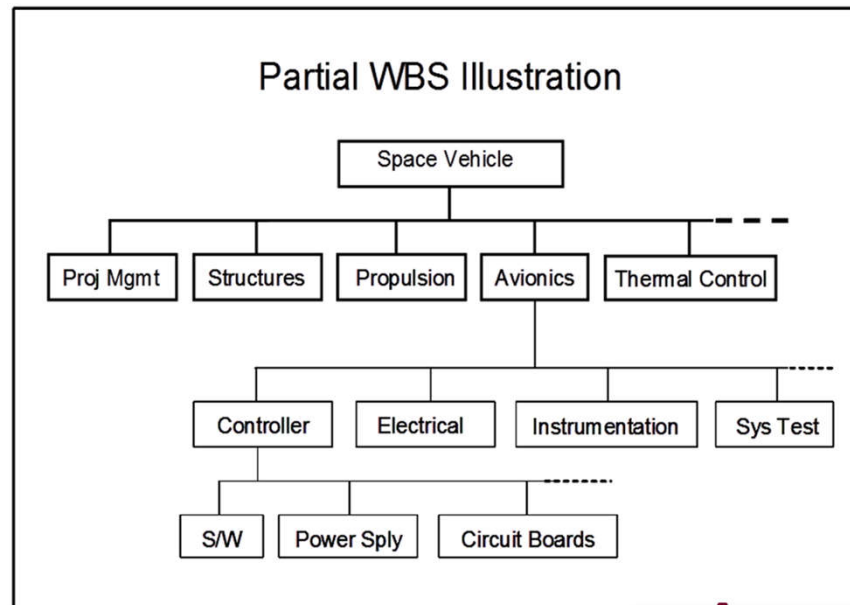 Partial WBS Illustration
Space Vehicle
Proj Mgmt
Structures
Propulsion
Avionics
Thermal Control
Controller
Electrical
Instrumentation
Sys Test
S/W
Power Sply
Circuit Boards